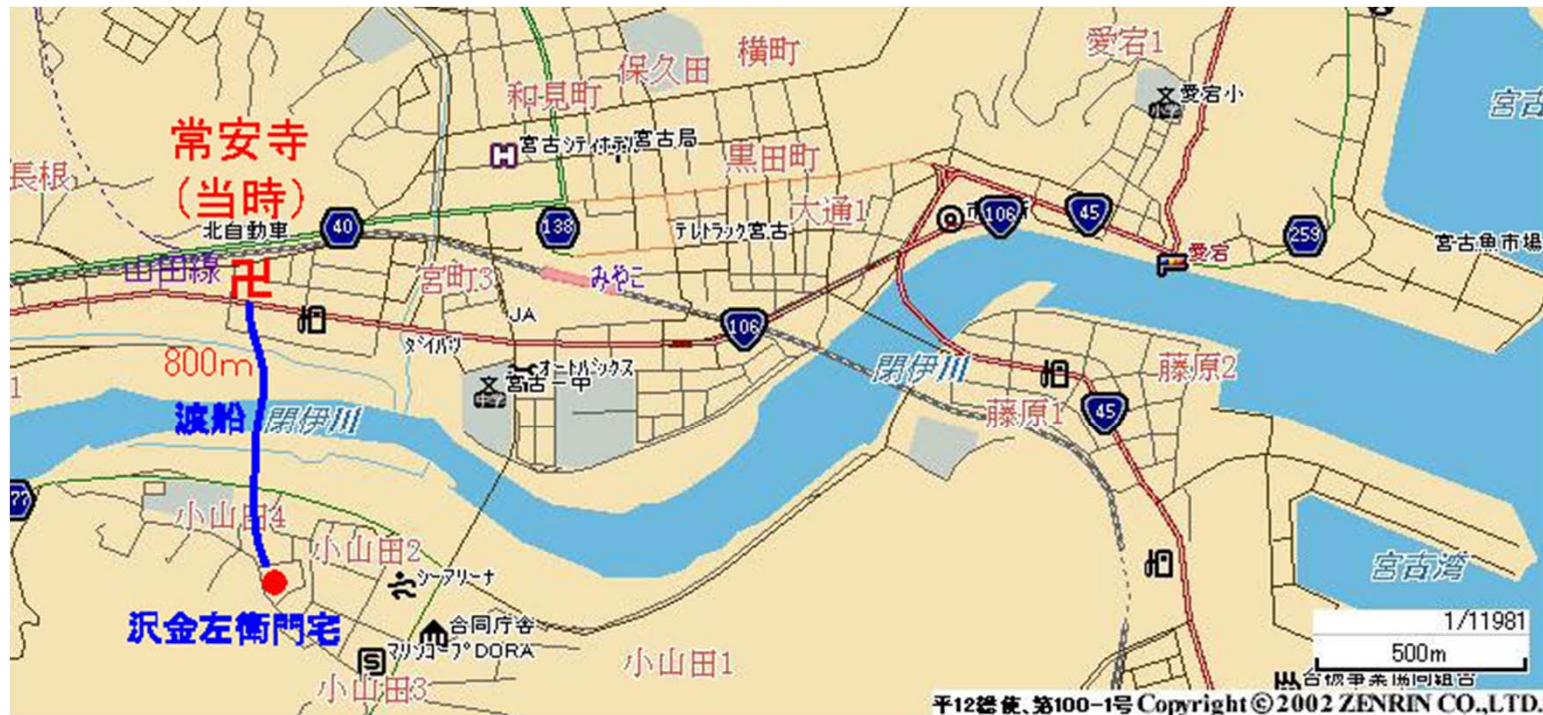 愛宕1
横町
保久田
和見町
愛宕小
小学
宮古
常安寺
(当時)
宮古シティホテル
宮古局
黒田町
長根
大通1
北自動車
40
138
テレトラック宮古
106
45
259
宮古魚市場
愛宕
山田線
宮町3
みやこ
JA
106
ダイハツ
800m
オートバックス
宮古一中
中学
閉伊川
藤原2
藤原1
45
1
渡船
閉伊川
77
小山田4
小山田2
シーアリーナ
宮古湾
沢金左衛門宅
合同庁舎
マリンコープDORA
小山田1
小山田3
1/11981
500m
平12総使、第100-1号 Copyright © 2002 ZENRIN CO.,LTD.